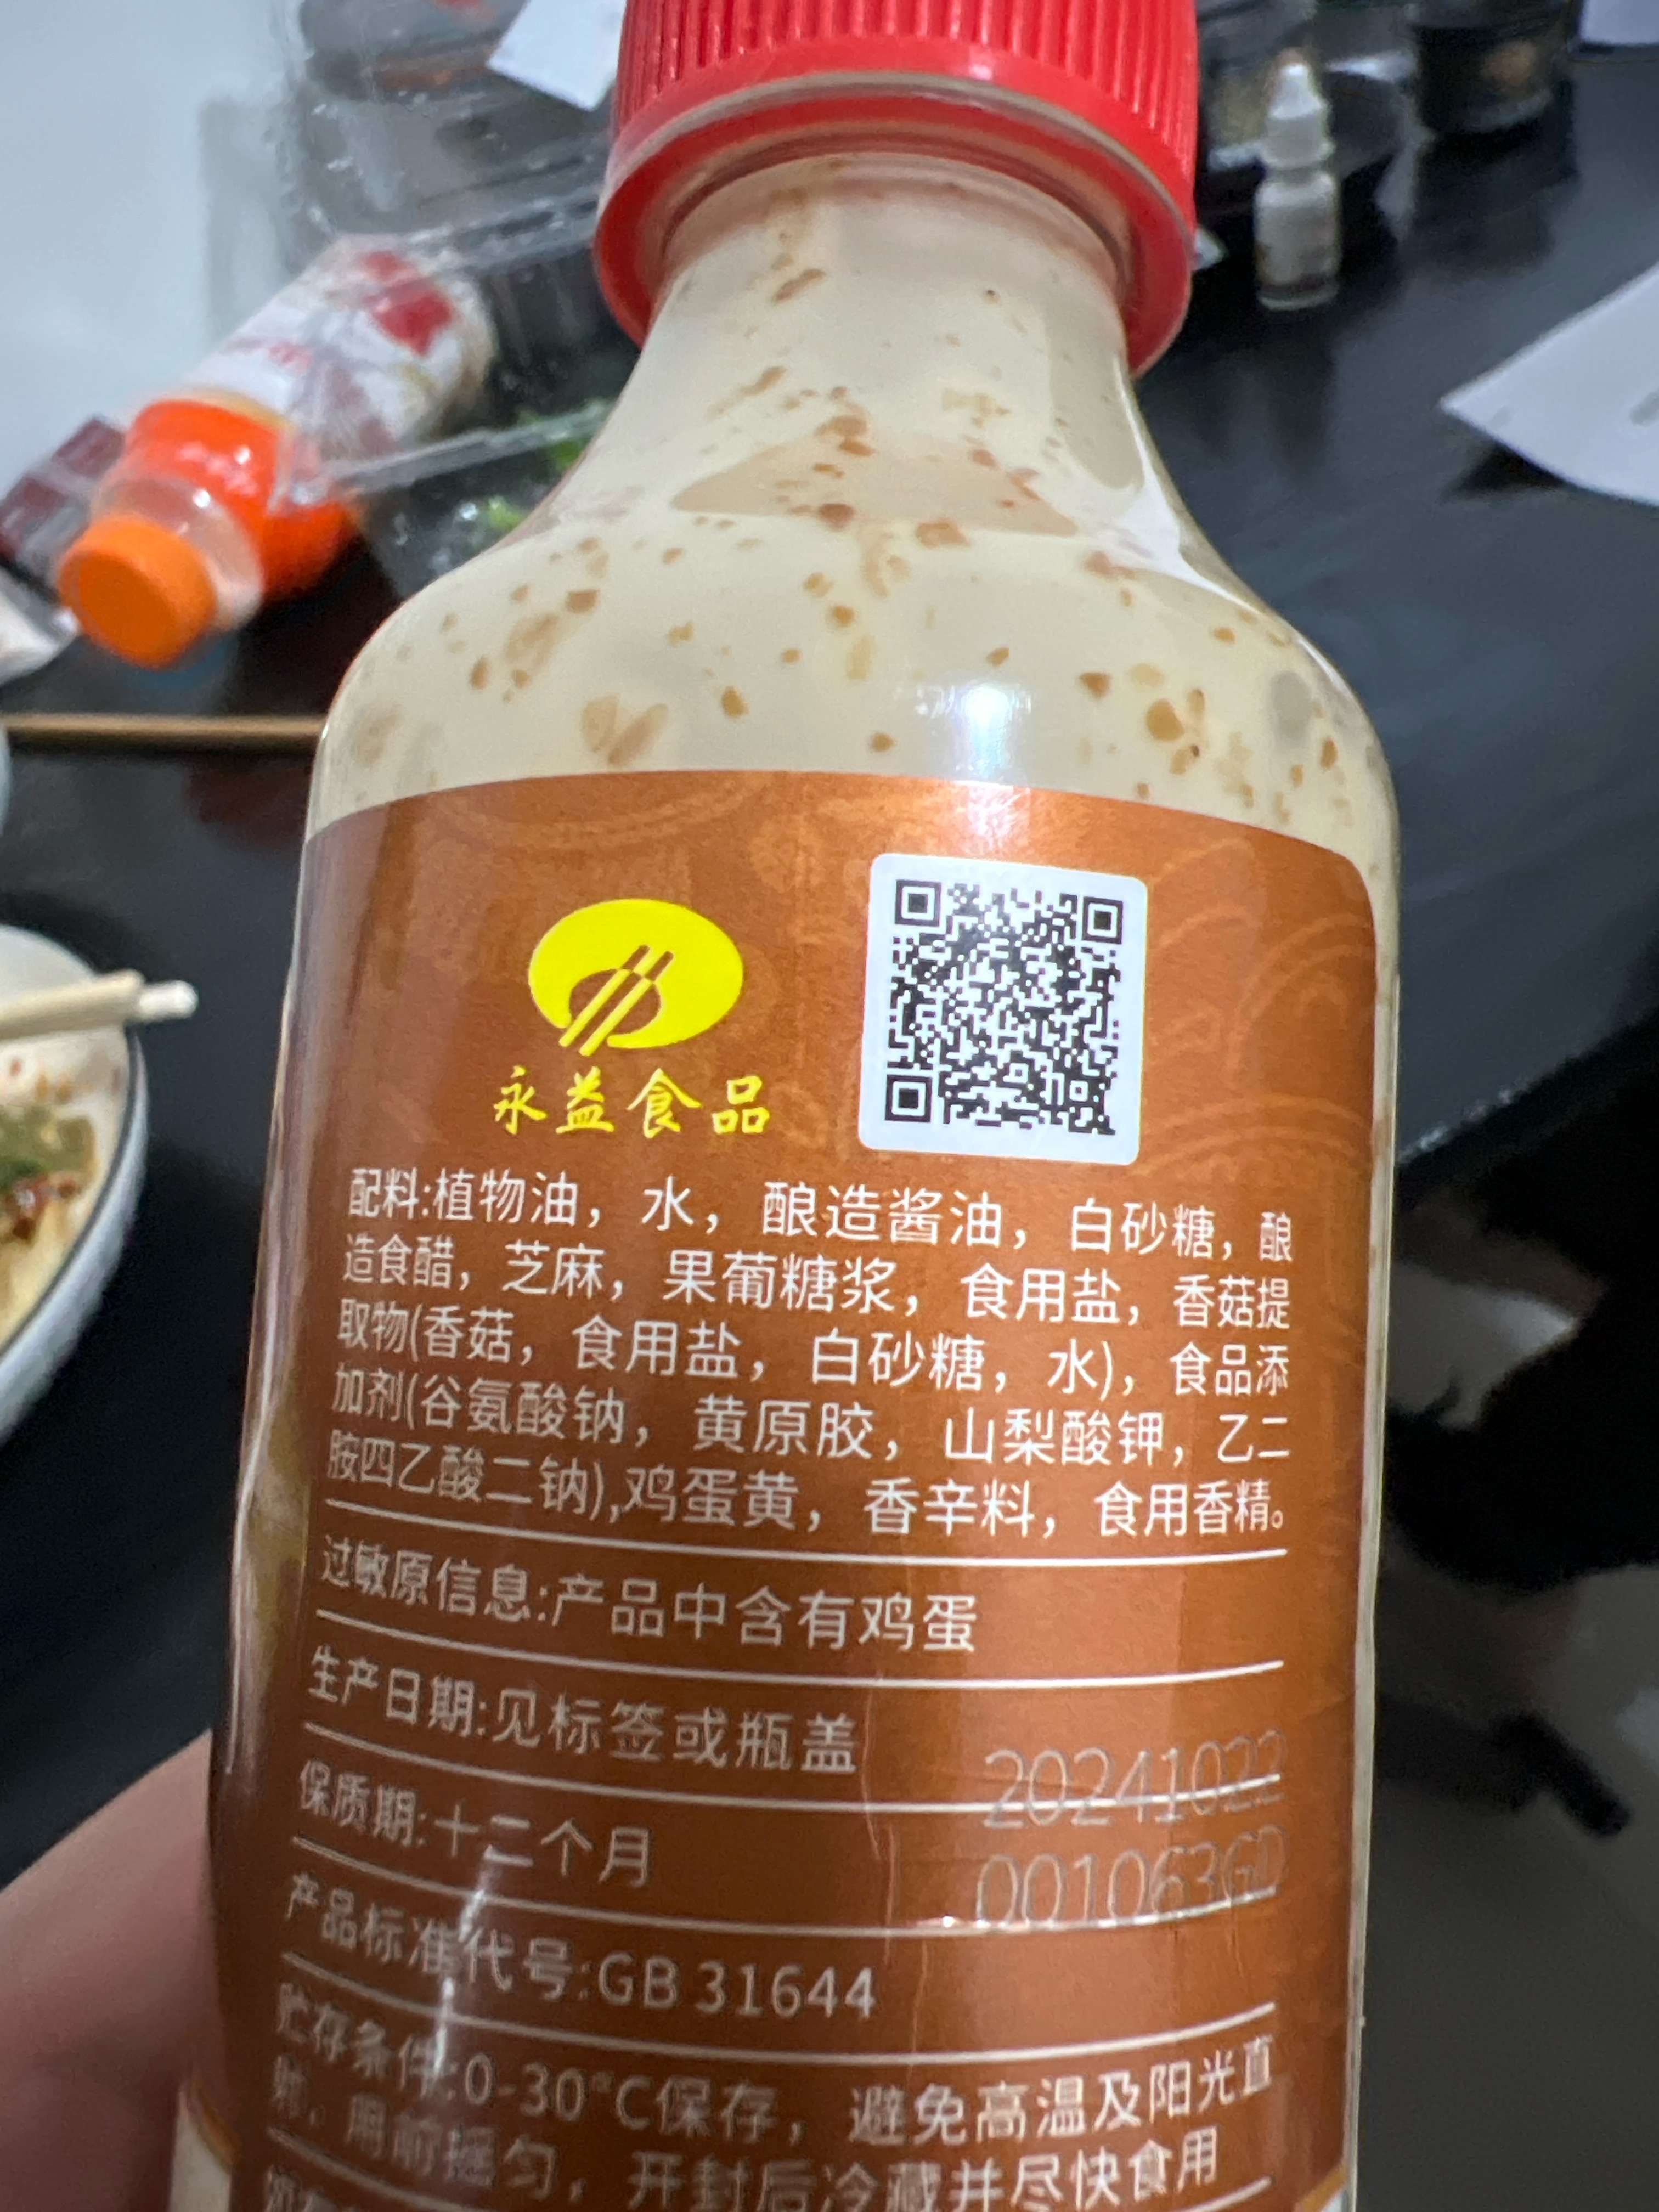 永益食品
配料:植物油，水，酿造酱油，白砂糖，酿
造食醋，芝麻，果葡糖浆，食用盐，香菇提
取物(香菇，食用盐，白砂糖，水)，食品添
加剂(谷氨酸钠，黄原胶，山梨酸钾，乙二
胺四乙酸二钠),鸡蛋黄，香辛料，食用香精。
过敏原信息:产品中含有鸡蛋
生产日期:见标签或瓶盖
20241022
保质期:十二个月
001063GD
产品标准代号:GB 31644
贮存条件:0-30°C保存，避免高温及阳光直
射，用前摇匀，开封后冷藏并尽快食用